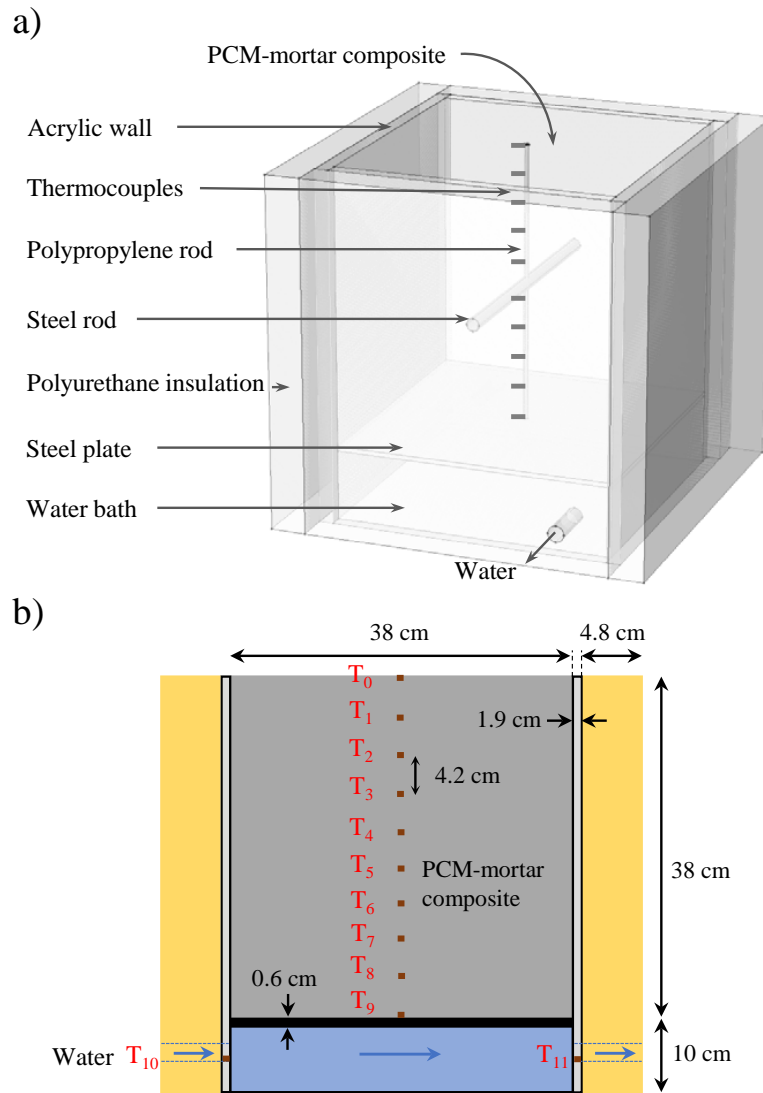 a)
PCM-mortar composite
Acrylic wall
Thermocouples
Polypropylene rod
Steel rod
Polyurethane insulation
Steel plate
Water bath
Water
b)
38 cm
4.8 cm
T0
T1
1.9 cm
T2
4.2 cm
T3
T4
T5
PCM-mortar
composite
38 cm
T6
T7
T8
0.6 cm
T9
Water
T10
T11
10 cm